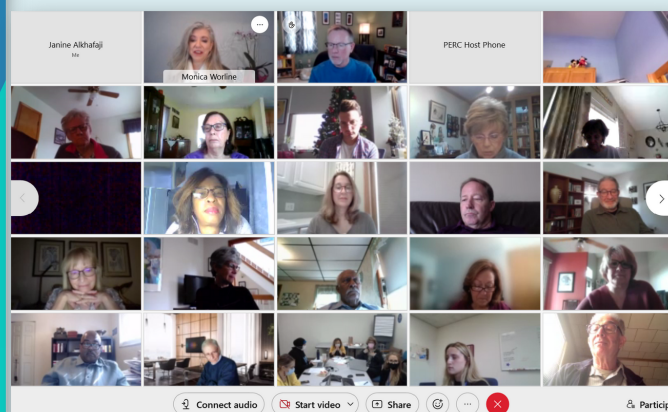 Janine Alkhafaji
Me
Monica Worline
PERC Host Phone
Connect audio
Start video
Share
Particip